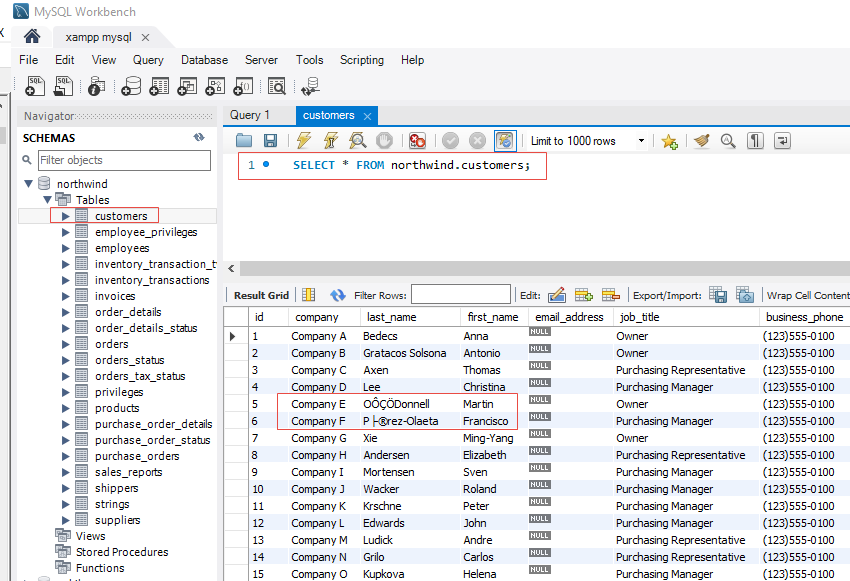 MySQL Workbench
xampp mysql
File Edit View Query Database Server Tools Scripting Help
Navigator
SCHEMAS
Filter objects
northwind
Tables
customers
employee_privileges
employees
inventory_transaction_t
inventory_transactions
invoices
order_details
order_details_status
orders
orders_status
orders_tax_status
privileges
products
purchase_order_details
purchase_order_status
purchase_orders
sales_reports
shippers
strings
suppliers
Views
Stored Procedures
Functions
Query 1 customers
Limit to 1000 rows
1 SELECT * FROM northwind.customers;
Result Grid Filter Rows: Edit: Export/Import: Wrap Cell Content
id company last_name first_name email_address job_title business_phone
1 Company A Bedecs Anna NULL Owner (123)555-0100
2 Company B Gratacos Solsona Antonio NULL Owner (123)555-0100
3 Company C Axen Thomas NULL Purchasing Representative (123)555-0100
4 Company D Lee Christina NULL Purchasing Manager (123)555-0100
5 Company E OÔÇÖDonnell Martin NULL Owner (123)555-0100
6 Company F P├®rez-Olaeta Francisco NULL Purchasing Manager (123)555-0100
7 Company G Xie Ming-Yang NULL Owner (123)555-0100
8 Company H Andersen Elizabeth NULL Purchasing Representative (123)555-0100
9 Company I Mortensen Sven NULL Purchasing Manager (123)555-0100
10 Company J Wacker Roland NULL Purchasing Manager (123)555-0100
11 Company K Krschne Peter NULL Purchasing Manager (123)555-0100
12 Company L Edwards John NULL Purchasing Manager (123)555-0100
13 Company M Ludick Andre NULL Purchasing Representative (123)555-0100
14 Company N Grilo Carlos NULL Purchasing Representative (123)555-0100
15 Company O Kupkova Helena NULL Purchasing Manager (123)555-0100